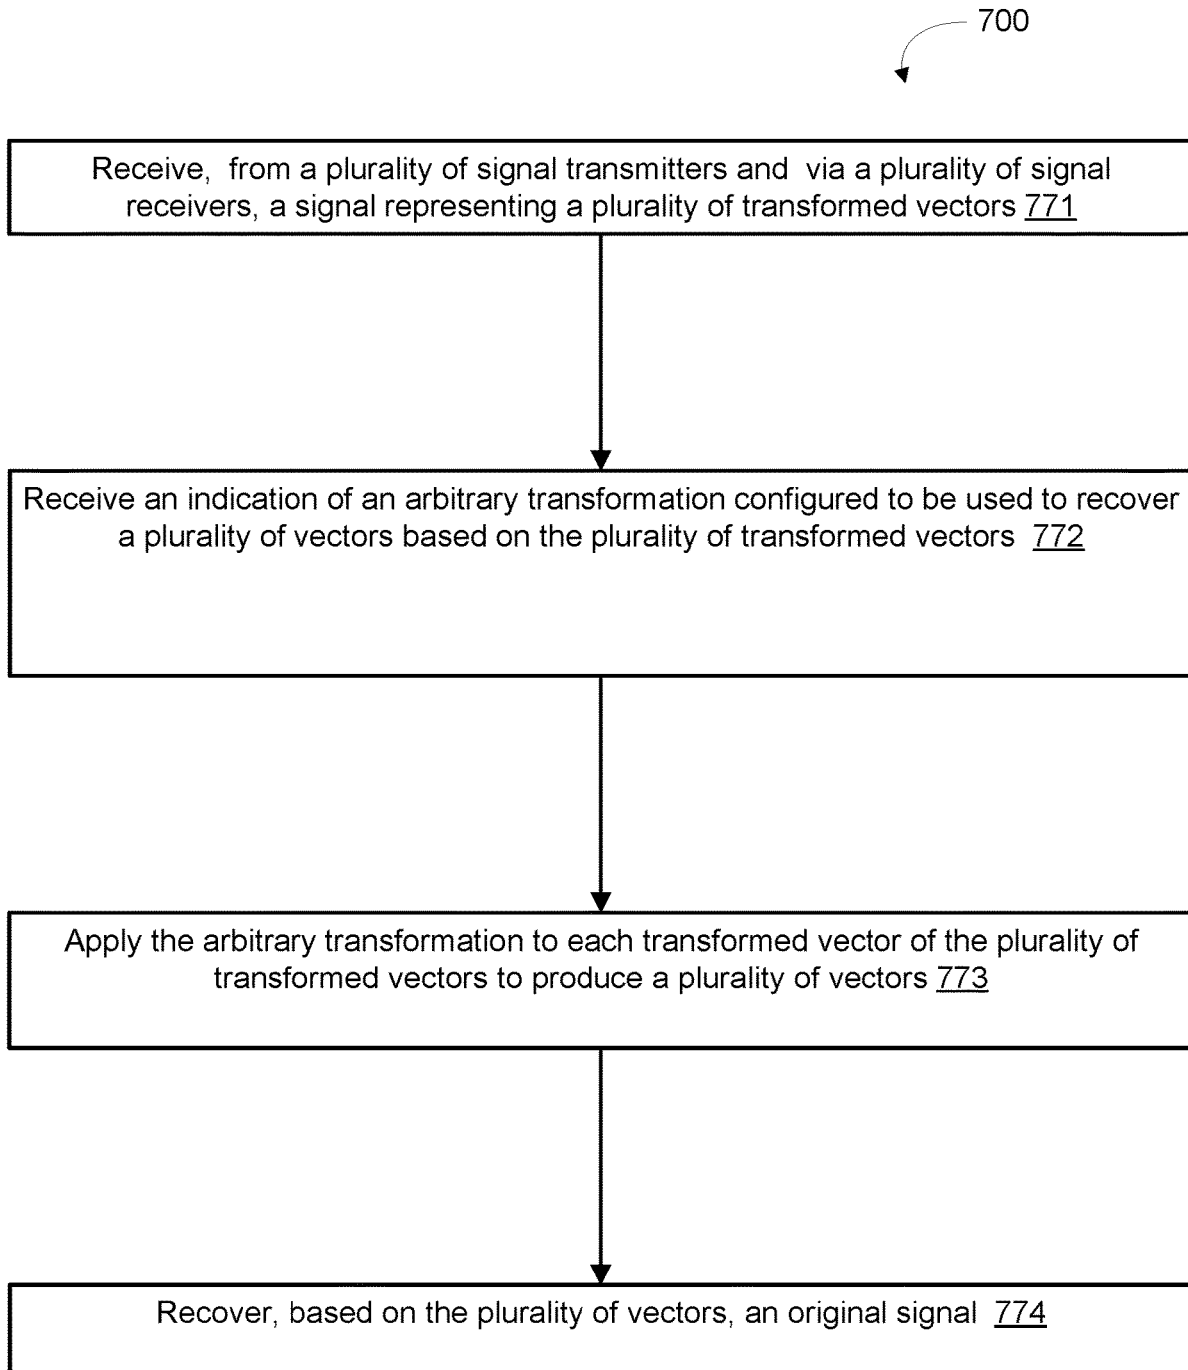 700
Receive, from a plurality of signal transmitters and via a plurality of signal
receivers, a signal representing a plurality of transformed vectors 771
Receive an indication of an arbitrary transformation configured to be used to recover
a plurality of vectors based on the plurality of transformed vectors 772
Apply the arbitrary transformation to each transformed vector of the plurality of
transformed vectors to produce a plurality of vectors 773
Recover, based on the plurality of vectors, an original signal 774